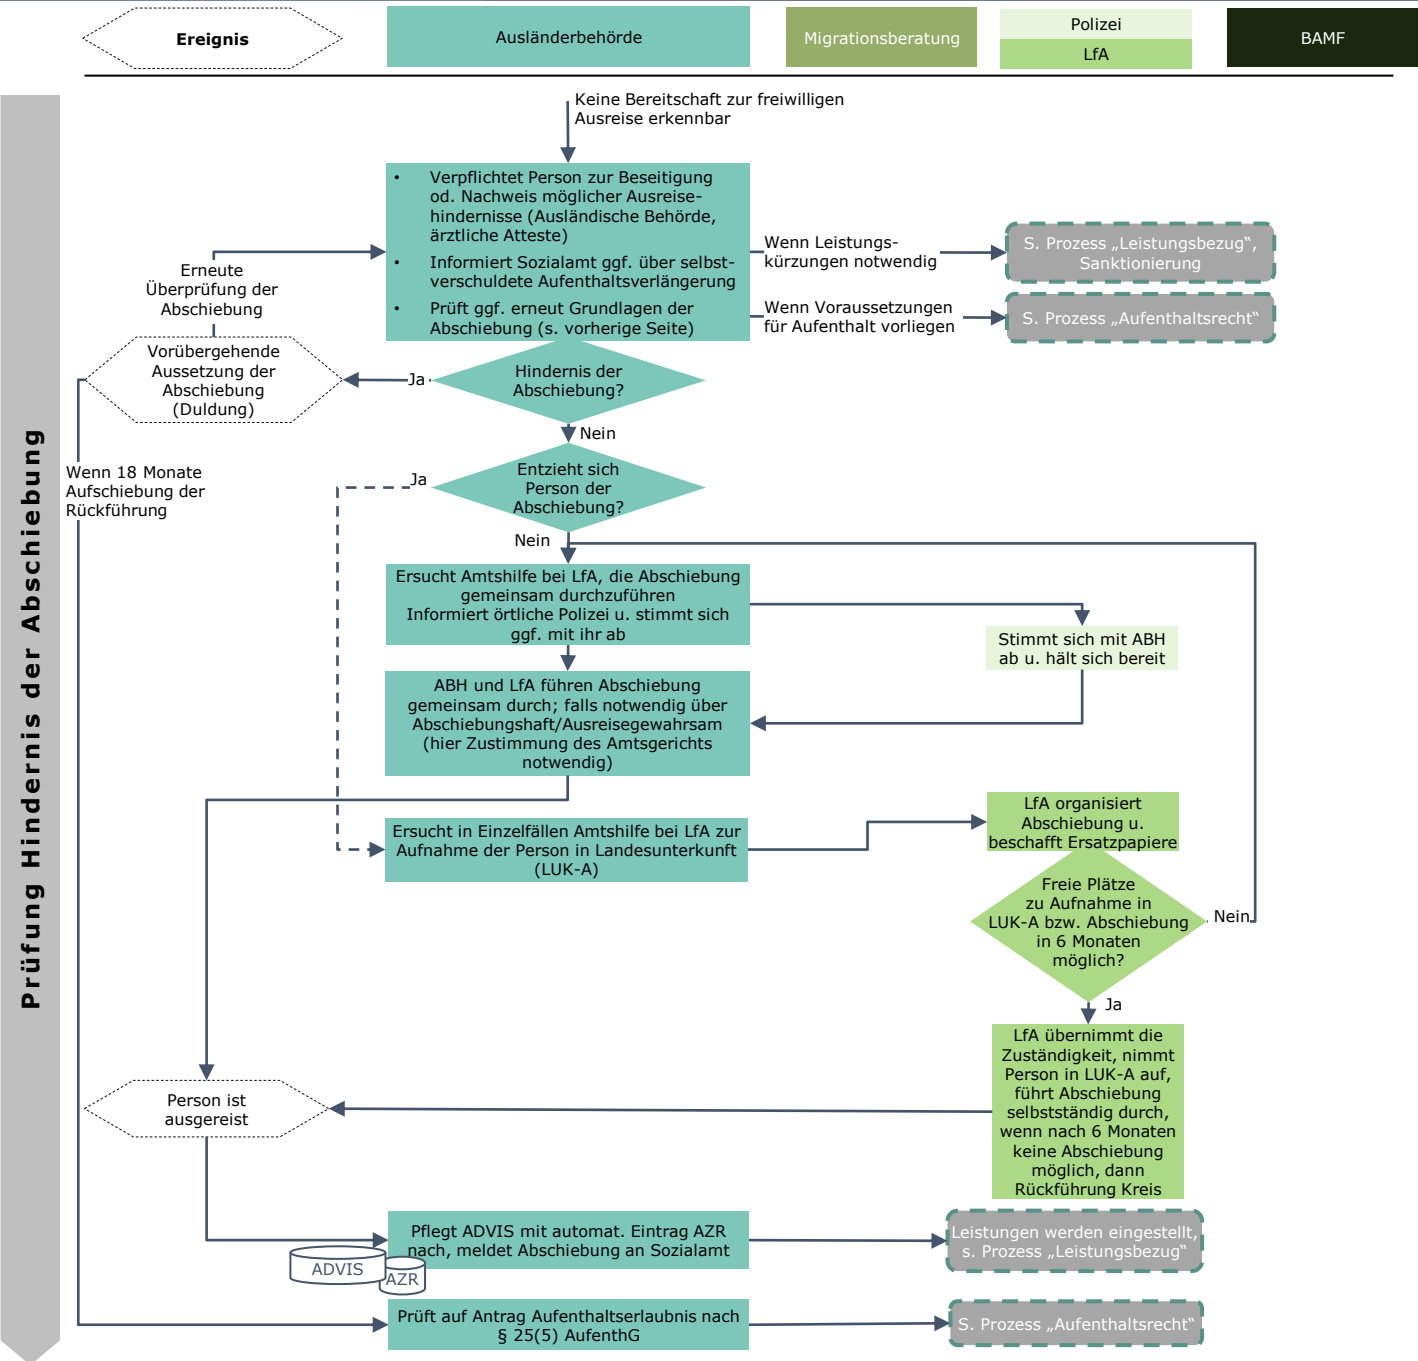 Ereignis
Ausländerbehörde
Migrationsberatung
Polizei
LfA
BAMF
Prüfung Hindernis der Abschiebung
Keine Bereitschaft zur freiwilligen
Ausreise erkennbar
• Verpflichtet Person zur Beseitigung
od. Nachweis möglicher Ausreise-
hindernisse (Ausländische Behörde,
ärztliche Atteste)
• Informiert Sozialamt ggf. über selbst-
verschuldete Aufenthaltsverlängerung
• Prüft ggf. erneut Grundlagen der
Abschiebung (s. vorherige Seite)
Wenn Leistungs-
kürzungen notwendig
S. Prozess „Leistungsbezug“,
Sanktionierung
Wenn Voraussetzungen
für Aufenthalt vorliegen
S. Prozess „Aufenthaltsrecht“
Erneute
Überprüfung der
Abschiebung
Vorübergehende
Aussetzung der
Abschiebung
(Duldung)
Ja
Hindernis der
Abschiebung?
Nein
Wenn 18 Monate
Aufschiebung der
Rückführung
Ja
Entzieht sich
Person der
Abschiebung?
Nein
Ersucht Amtshilfe bei LfA, die Abschiebung
gemeinsam durchzuführen
Informiert örtliche Polizei u. stimmt sich
ggf. mit ihr ab
Stimmt sich mit ABH
ab u. hält sich bereit
ABH und LfA führen Abschiebung
gemeinsam durch; falls notwendig über
Abschiebungshaft/Ausreisegewahrsam
(hier Zustimmung des Amtsgerichts
notwendig)
Ersucht in Einzelfällen Amtshilfe bei LfA zur
Aufnahme der Person in Landesunterkunft
(LUK-A)
LfA organisiert
Abschiebung u.
beschafft Ersatzpapiere
Freie Plätze
zu Aufnahme in
LUK-A bzw. Abschiebung
in 6 Monaten
möglich?
Nein
Ja
LfA übernimmt die
Zuständigkeit, nimmt
Person in LUK-A auf,
führt Abschiebung
selbstständig durch,
wenn nach 6 Monaten
keine Abschiebung
möglich, dann
Rückführung Kreis
Person ist
ausgereist
Pflegt ADVIS mit automat. Eintrag AZR
nach, meldet Abschiebung an Sozialamt
ADVIS
AZR
Leistungen werden eingestellt,
s. Prozess „Leistungsbezug“
Prüft auf Antrag Aufenthaltserlaubnis nach
§ 25(5) AufenthG
S. Prozess „Aufenthaltsrecht“